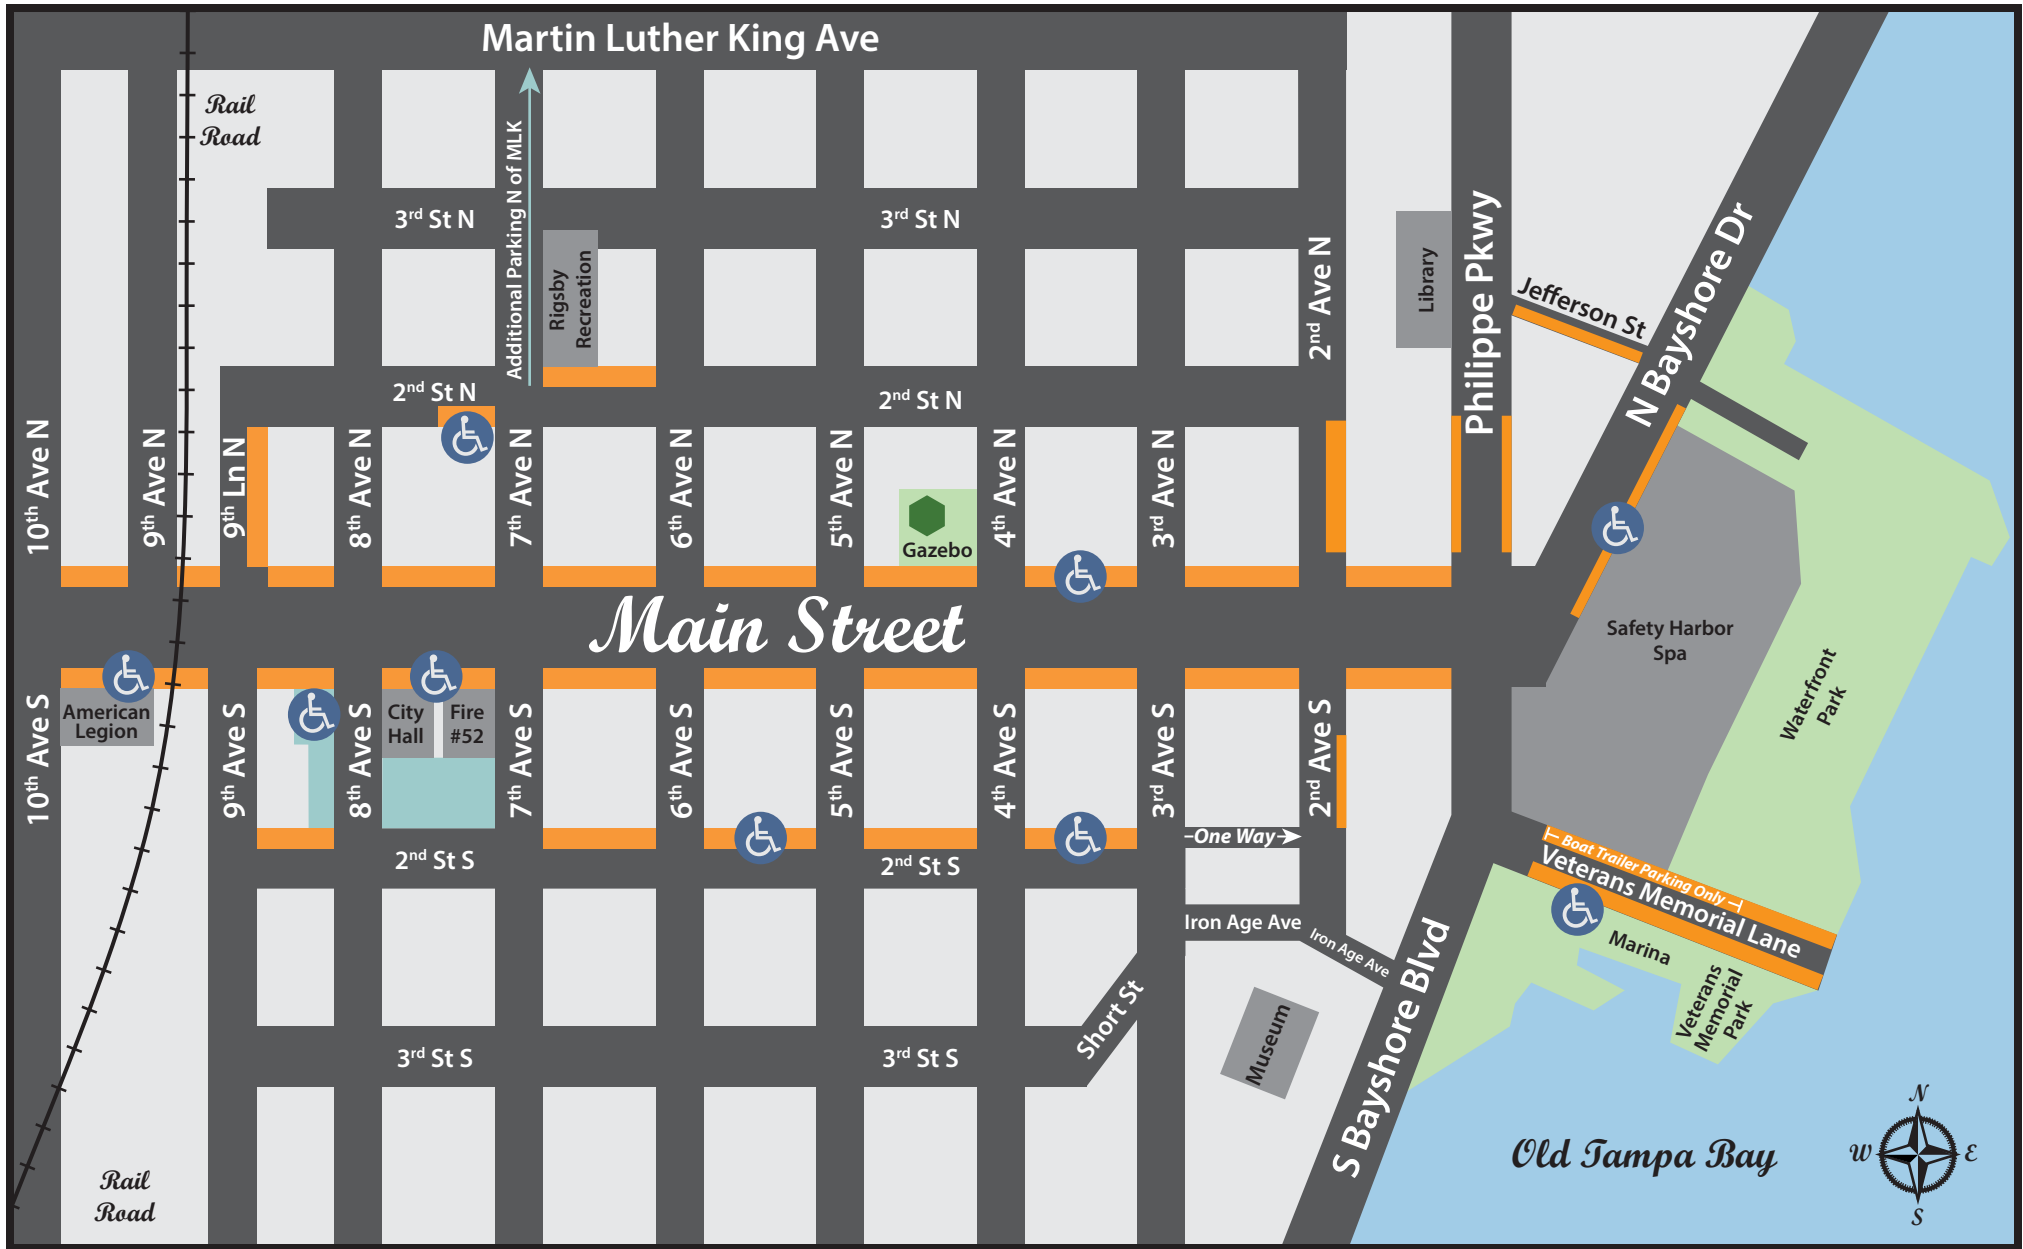 Martin Luther King Ave
Rail
Road
Additional Parking N of MLK
3rd St N
3rd St N
Rigsby
Recreation
2nd Ave N
Library
Philippe Pkwy
Jefferson St
N Bayshore Dr
2nd St N
2nd St N
10th Ave N
9th Ave N
9th Ln N
8th Ave N
7th Ave N
6th Ave N
5th Ave N
Gazebo
4th Ave N
3rd Ave N
Main Street
Safety Harbor
Spa
Waterfront
Park
American
Legion
City
Hall
Fire
#52
10th Ave S
9th Ave S
8th Ave S
7th Ave S
6th Ave S
5th Ave S
4th Ave S
3rd Ave S
2nd Ave S
One Way
2nd St S
2nd St S
Boat Trailer Parking Only
Veterans Memorial Lane
Iron Age Ave
Iron Age Ave
Marina
Veterans
Memorial
Park
Short St
S Bayshore Blvd
Museum
3rd St S
3rd St S
Old Tampa Bay
N
W
E
S
Rail
Road